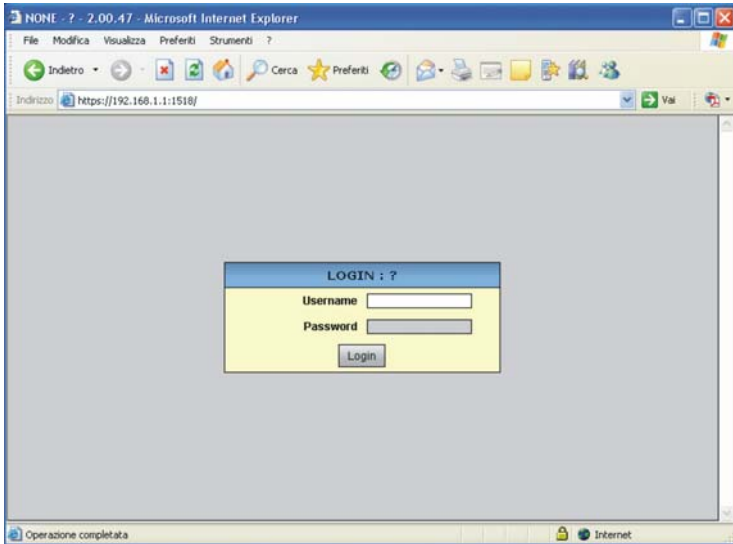 NONE - ? - 2.00.47 - Microsoft Internet Explorer
File Modifica Visualizza Preferiti Strumenti ?
Indietro Cerca Preferiti
Indirizzo https://192.168.1.1:1518/ Vai
LOGIN : ?
Username
Password
Login
Operazione completata Internet